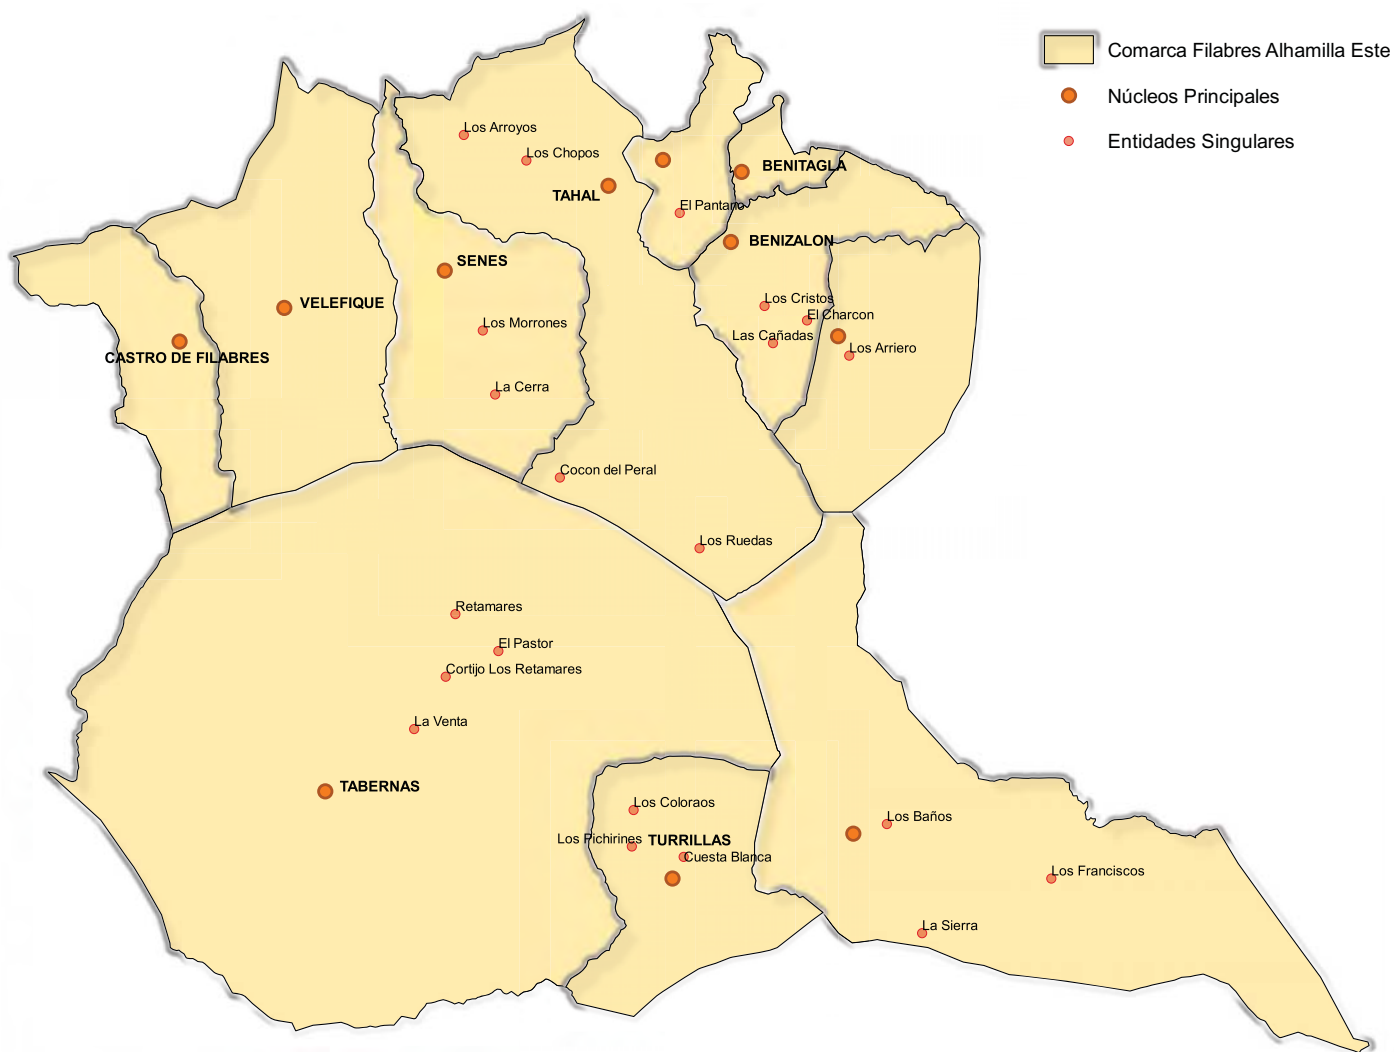 Comarca Filabres Alhamilla Este
Núcleos Principales
Entidades Singulares
Los Arroyos
Los Chopos
BENITAGLA
TAHAL
El Pantano
BENIZALON
SENES
VELEFIQUE
Los Cristos
El Charcon
Los Morrones
Las Cañadas
Los Arriero
CASTRO DE FILABRES
La Cerra
Cocon del Peral
Los Ruedas
Retamares
El Pastor
Cortijo Los Retamares
La Venta
TABERNAS
Los Coloraos
Los Baños
Los Pichirines
TURRILLAS
Cuesta Blanca
Los Franciscos
La Sierra